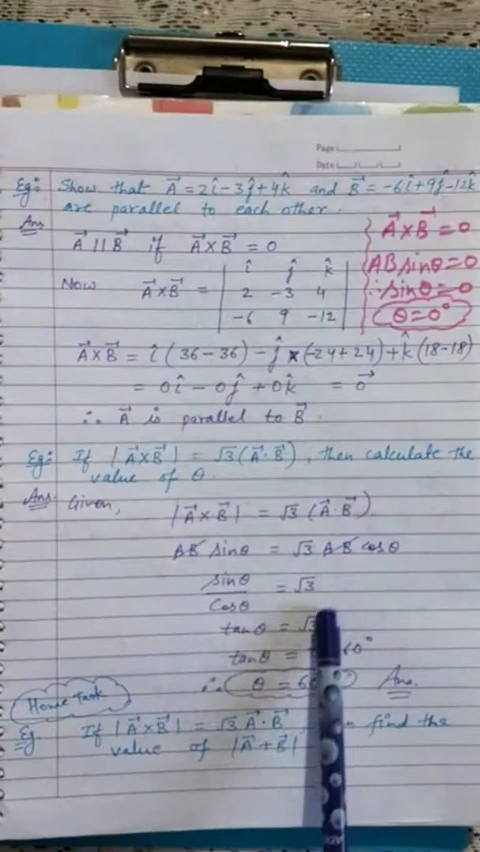 Page:
Date:
Eg:- Show that A⃗ = 2î-3ĵ+4k̂ and B⃗ = -6î+9ĵ-12k̂
are parallel to each other.
Ans
A⃗ || B⃗ if A⃗×B⃗ = 0
Now A⃗×B⃗ = | î ĵ k̂ |
| 2 -3 4 |
| -6 9 -12 |
A⃗×B⃗ = 0
AB sinθ = 0
∴ sinθ = 0
θ = 0°
A⃗×B⃗ = î(36-36) - ĵ×(-24+24) + k̂(18-18)
= 0î - 0ĵ + 0k̂ = 0⃗
∴ A⃗ is parallel to B⃗.
Eg:- If |A⃗×B⃗| = √3(A⃗·B⃗), then calculate the
value of θ.
Ans. Given,
|A⃗×B⃗| = √3 (A⃗·B⃗)
AB sinθ = √3 AB cosθ
sinθ/cosθ = √3
tanθ = √3
tanθ = 60°
∴ θ = Ans.
Home Task
Eg If |A⃗×B⃗| = √3 A⃗·B⃗, find the
value of |A⃗+B⃗|